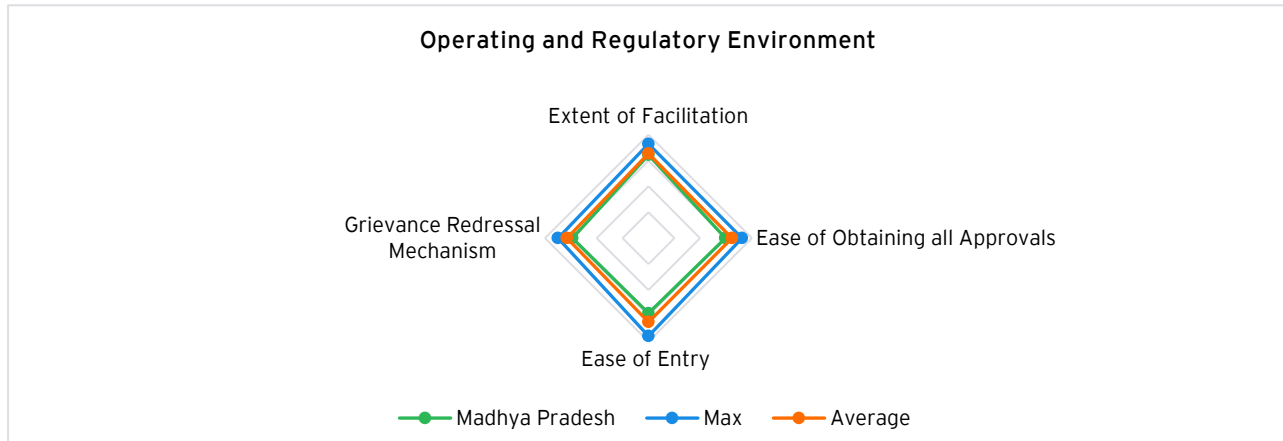 Operating and Regulatory Environment
Extent of Facilitation
Grievance Redressal
Mechanism
Ease of Obtaining all Approvals
Ease of Entry
Madhya Pradesh
Max
Average